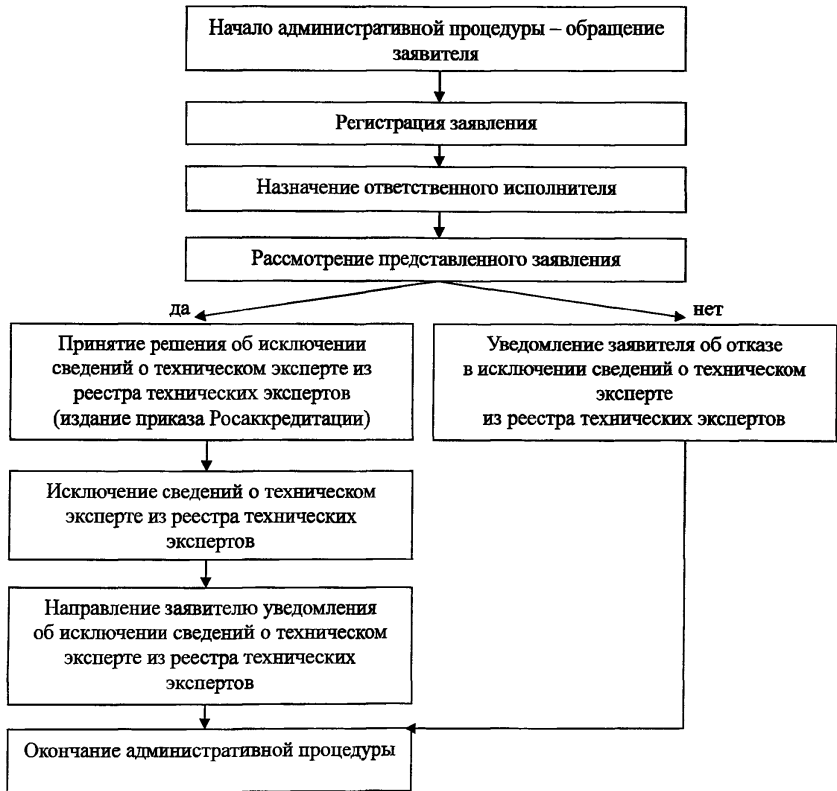 Начало административной процедуры – обращение
заявителя
Регистрация заявления
Назначение ответственного исполнителя
Рассмотрение представленного заявления
да
нет
Принятие решения об исключении
сведений о техническом эксперте из
реестра технических экспертов
(издание приказа Росаккредитации)
Уведомление заявителя об отказе
в исключении сведений о техническом
эксперте
из реестра технических экспертов
Исключение сведений о техническом
эксперте из реестра технических
экспертов
Направление заявителю уведомления
об исключении сведений о техническом
эксперте из реестра технических
экспертов
Окончание административной процедуры